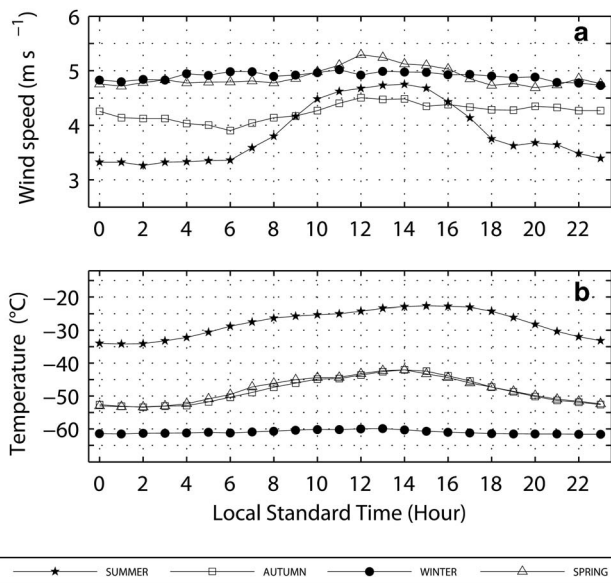 a
Wind speed (m s −1)
6
5
4
3
0 2 4 6 8 10 12 14 16 18 20 22
b
Temperature (°C)
−20
−30
−40
−50
−60
0 2 4 6 8 10 12 14 16 18 20 22
Local Standard Time (Hour)
SUMMER AUTUMN WINTER SPRING